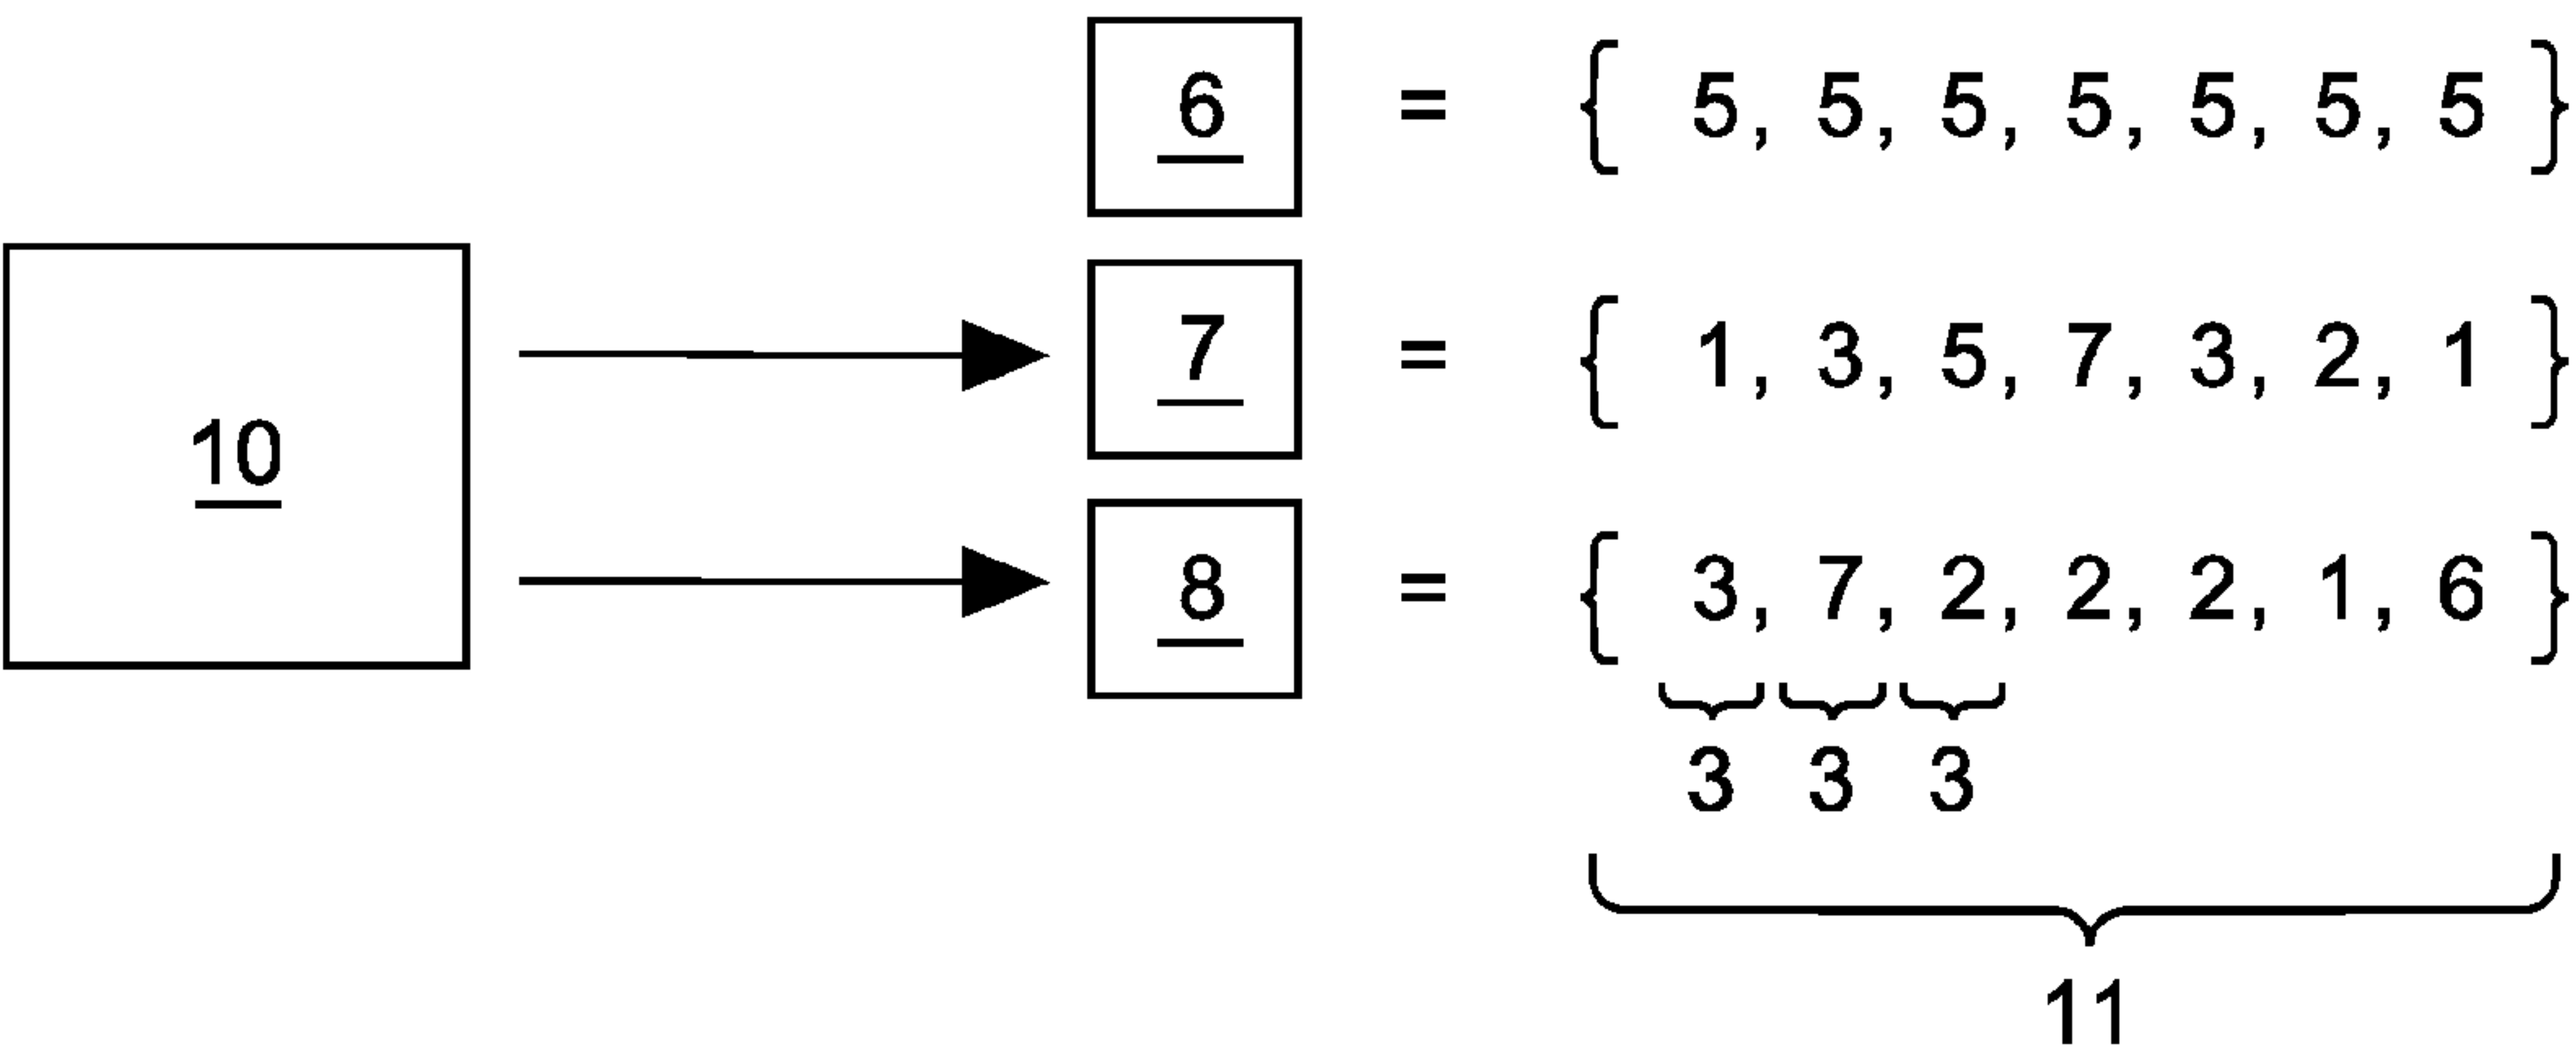 6 = { 5, 5, 5, 5, 5, 5, 5 }
7 = { 1, 3, 5, 7, 3, 2, 1 }
10
8 = { 3, 7, 2, 2, 2, 1, 6 }
3 3 3
11